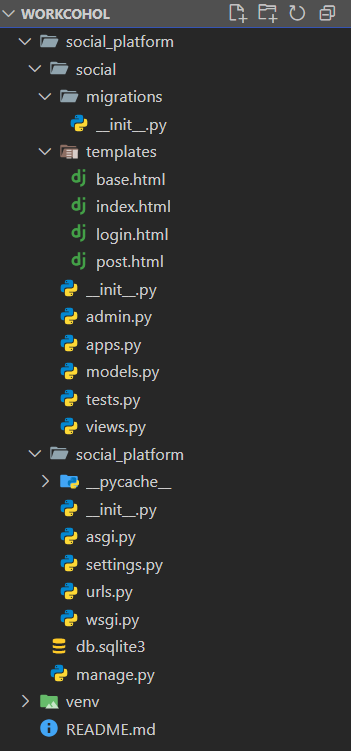 WORKCOHOL
social_platform
social
migrations
__init__.py
templates
base.html
index.html
login.html
post.html
__init__.py
admin.py
apps.py
models.py
tests.py
views.py
social_platform
__pycache__
__init__.py
asgi.py
settings.py
urls.py
wsgi.py
db.sqlite3
manage.py
venv
README.md